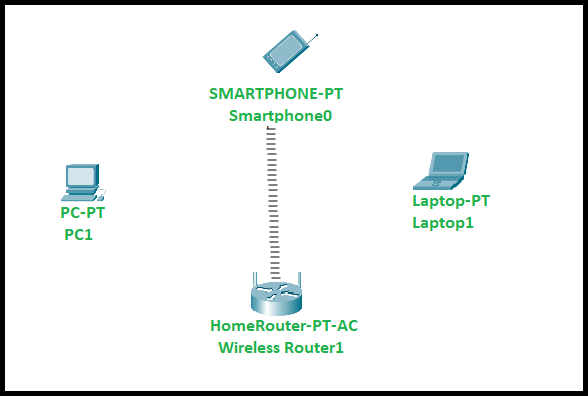 SMARTPHONE-PT
Smartphone0
PC-PT
PC1
Laptop-PT
Laptop1
HomeRouter-PT-AC
Wireless Router1